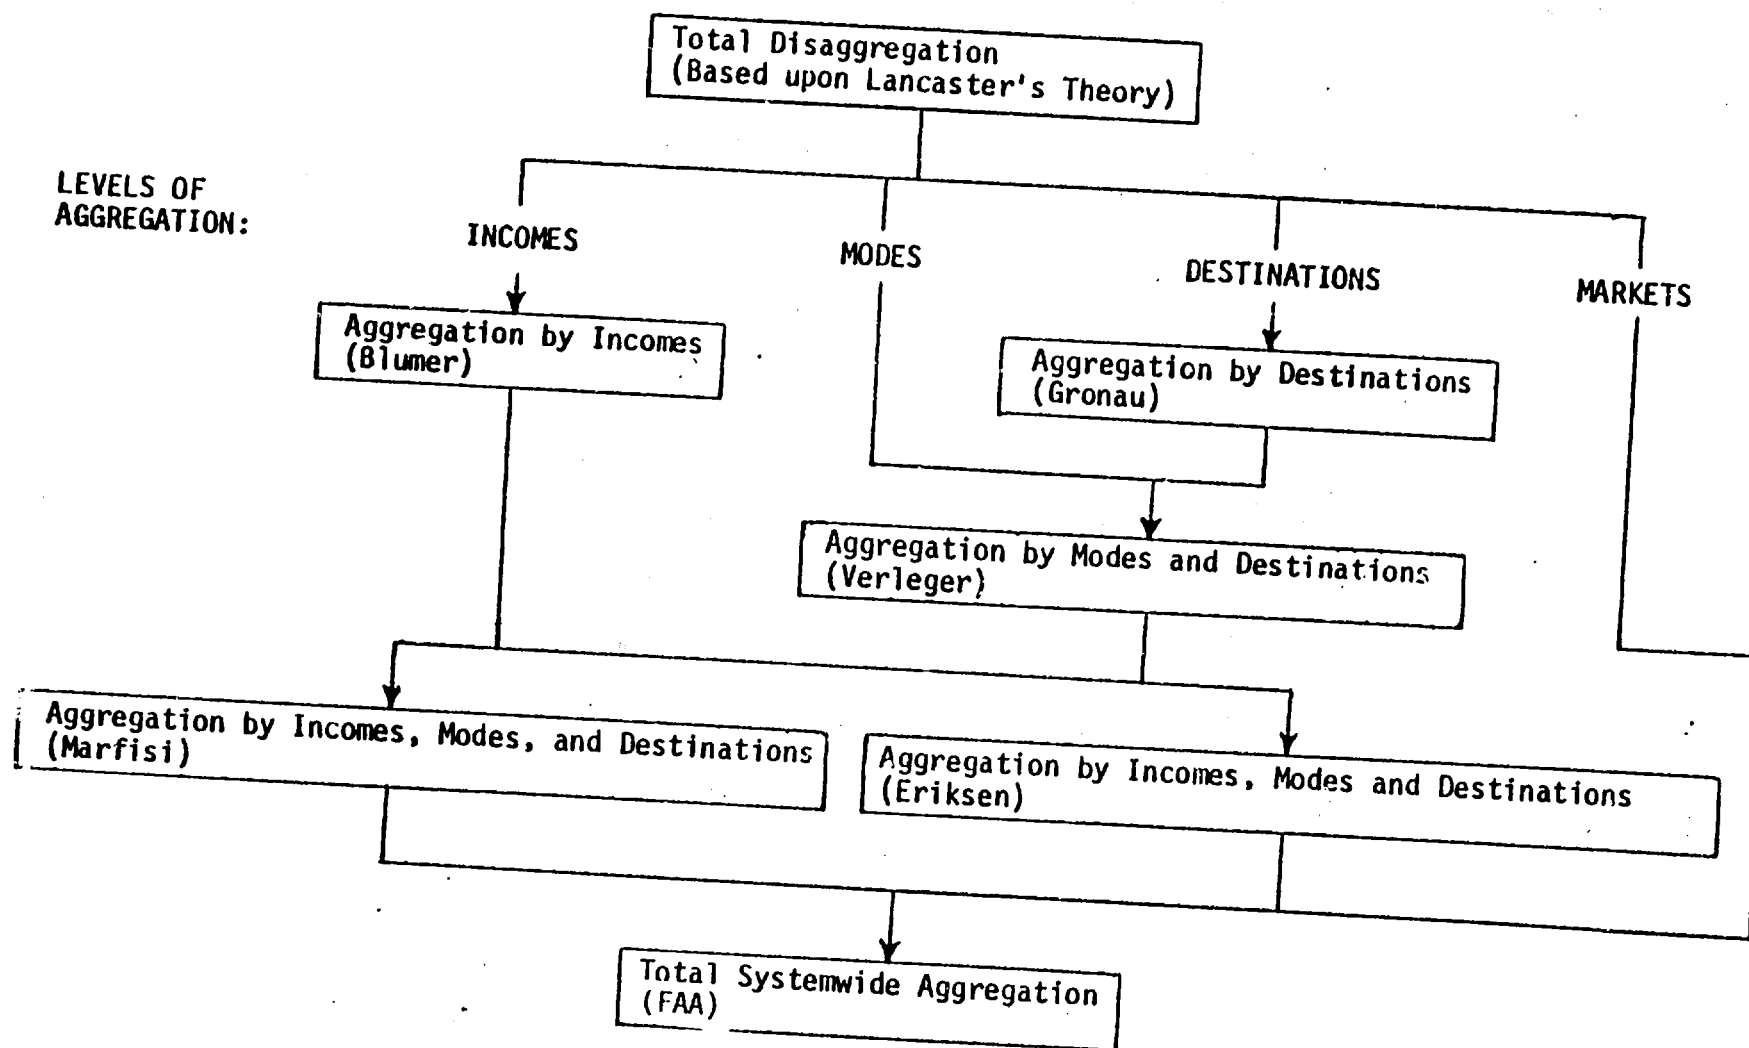 Total Disaggregation
(Based upon Lancaster's Theory)
LEVELS OF
AGGREGATION:
INCOMES
MODES
DESTINATIONS
MARKETS
Aggregation by Incomes
(Blumer)
Aggregation by Destinations
(Gronau)
Aggregation by Modes and Destinations
(Verleger)
Aggregation by Incomes, Modes, and Destinations
(Marfisi)
Aggregation by Incomes, Modes and Destinations
(Eriksen)
Total Systemwide Aggregation
(FAA)